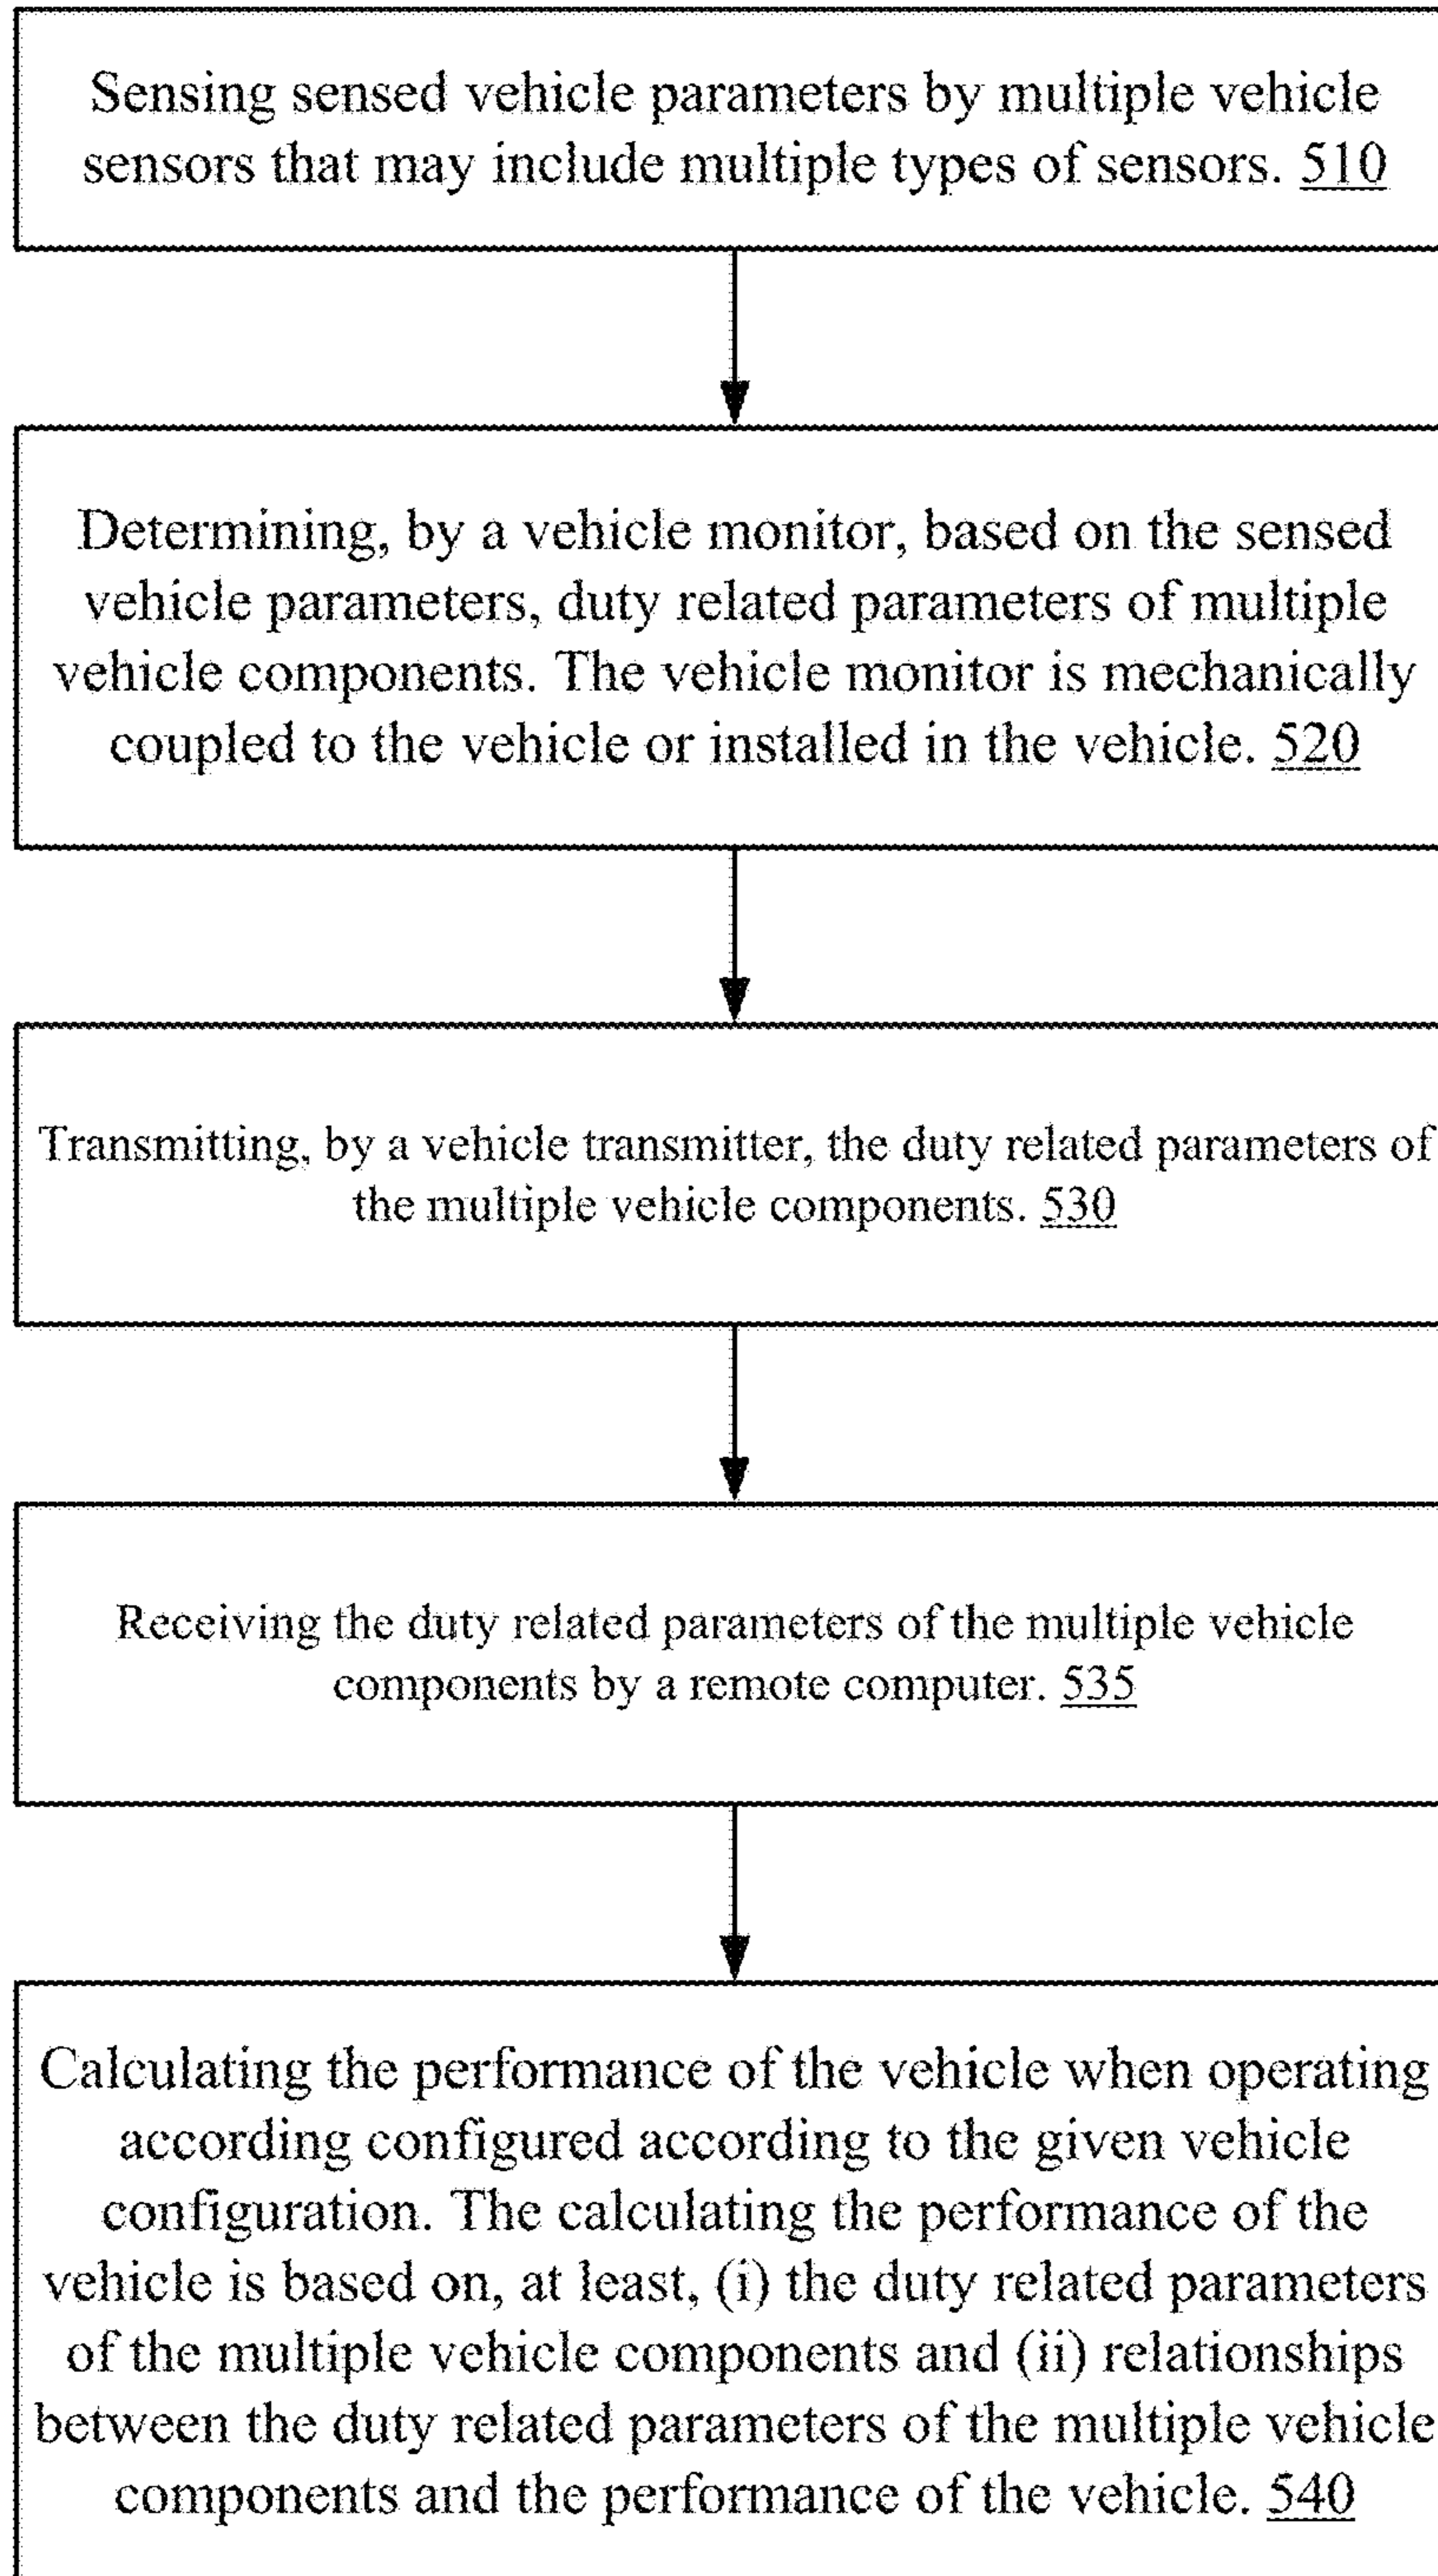 Sensing sensed vehicle parameters by multiple vehicle
sensors that may include multiple types of sensors. 510
Determining, by a vehicle monitor, based on the sensed
vehicle parameters, duty related parameters of multiple
vehicle components. The vehicle monitor is mechanically
coupled to the vehicle or installed in the vehicle. 520
Transmitting, by a vehicle transmitter, the duty related parameters of
the multiple vehicle components. 530
Receiving the duty related parameters of the multiple vehicle
components by a remote computer. 535
Calculating the performance of the vehicle when operating
according configured according to the given vehicle
configuration. The calculating the performance of the
vehicle is based on, at least, (i) the duty related parameters
of the multiple vehicle components and (ii) relationships
between the duty related parameters of the multiple vehicle
components and the performance of the vehicle. 540